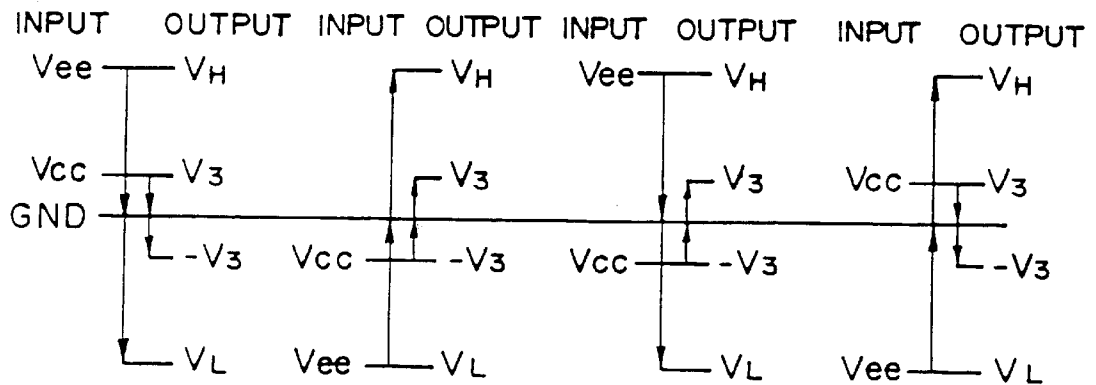 INPUT OUTPUT INPUT OUTPUT INPUT OUTPUT INPUT OUTPUT
Vee VH VH Vee VH VH
Vcc V3 V3 V3 Vcc V3
GND
-V3 Vcc -V3 Vcc -V3 -V3
VL Vee VL VL Vee VL